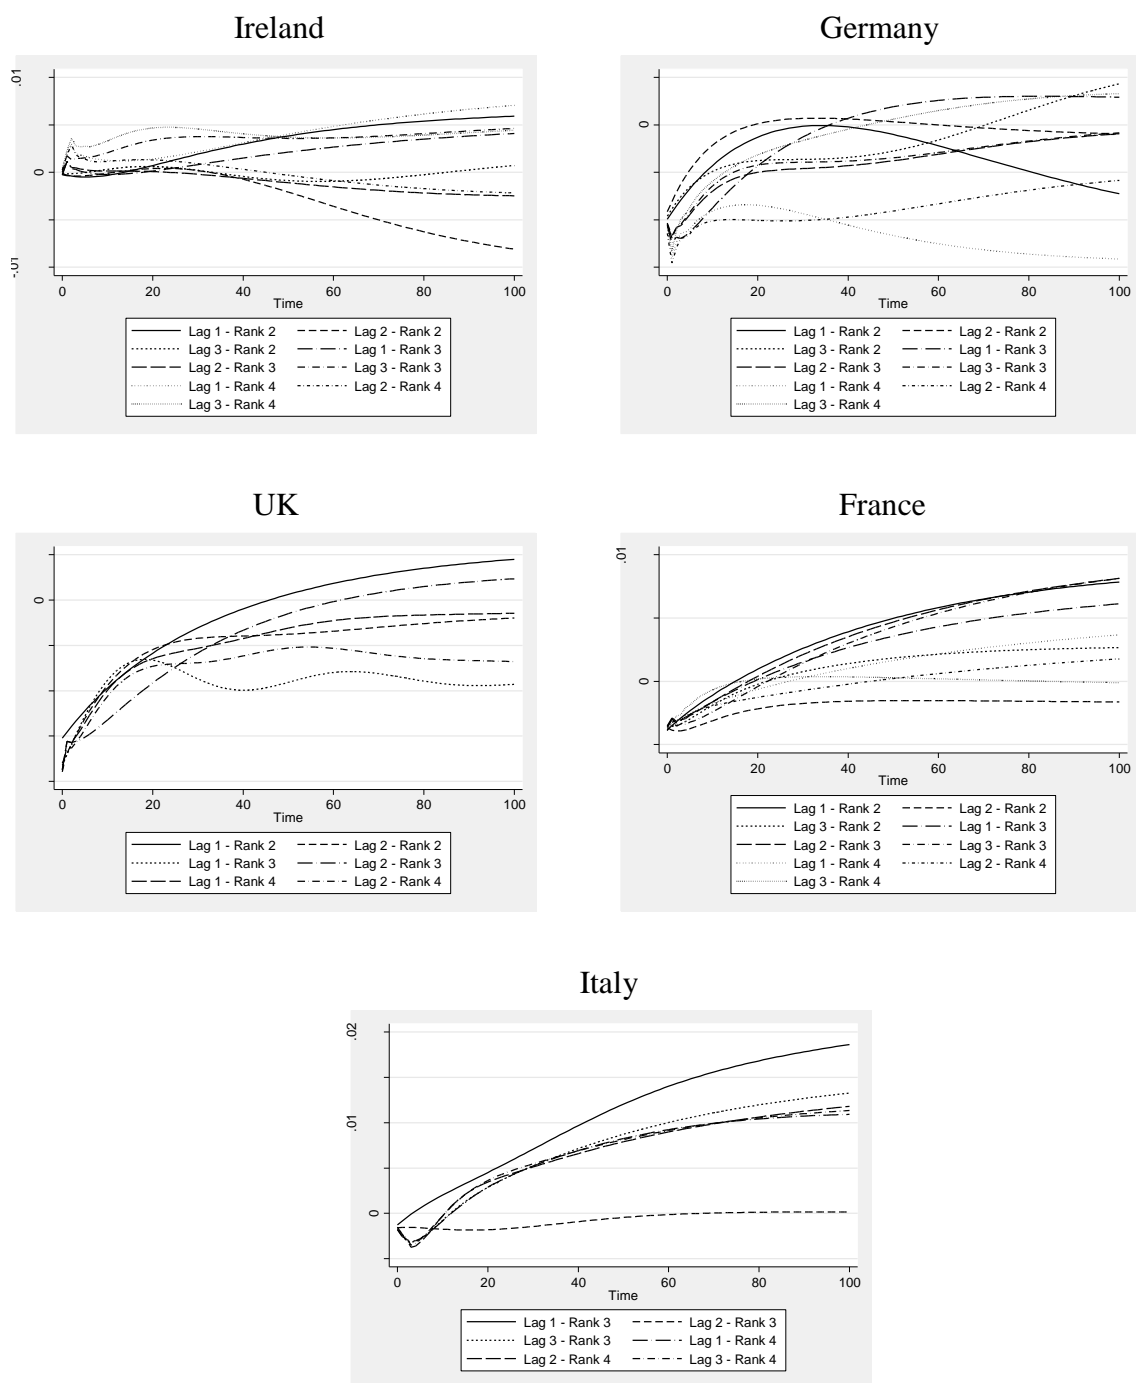 Ireland
.01
0
-.01
0 20 40 60 80 100
Time
Lag 1 - Rank 2 Lag 2 - Rank 2
Lag 3 - Rank 2 Lag 1 - Rank 3
Lag 2 - Rank 3 Lag 3 - Rank 3
Lag 1 - Rank 4 Lag 2 - Rank 4
Lag 3 - Rank 4
Germany
0
0 20 40 60 80 100
Time
Lag 1 - Rank 2 Lag 2 - Rank 2
Lag 3 - Rank 2 Lag 1 - Rank 3
Lag 2 - Rank 3 Lag 3 - Rank 3
Lag 1 - Rank 4 Lag 2 - Rank 4
Lag 3 - Rank 4
UK
0
0 20 40 60 80 100
Time
Lag 1 - Rank 2 Lag 2 - Rank 2
Lag 1 - Rank 3 Lag 2 - Rank 3
Lag 1 - Rank 4 Lag 2 - Rank 4
France
.01
0
0 20 40 60 80 100
Time
Lag 1 - Rank 2 Lag 2 - Rank 2
Lag 3 - Rank 2 Lag 1 - Rank 3
Lag 2 - Rank 3 Lag 3 - Rank 3
Lag 1 - Rank 4 Lag 2 - Rank 4
Lag 3 - Rank 4
Italy
.02
.01
0
0 20 40 60 80 100
Time
Lag 1 - Rank 3 Lag 2 - Rank 3
Lag 3 - Rank 3 Lag 1 - Rank 4
Lag 2 - Rank 4 Lag 3 - Rank 4